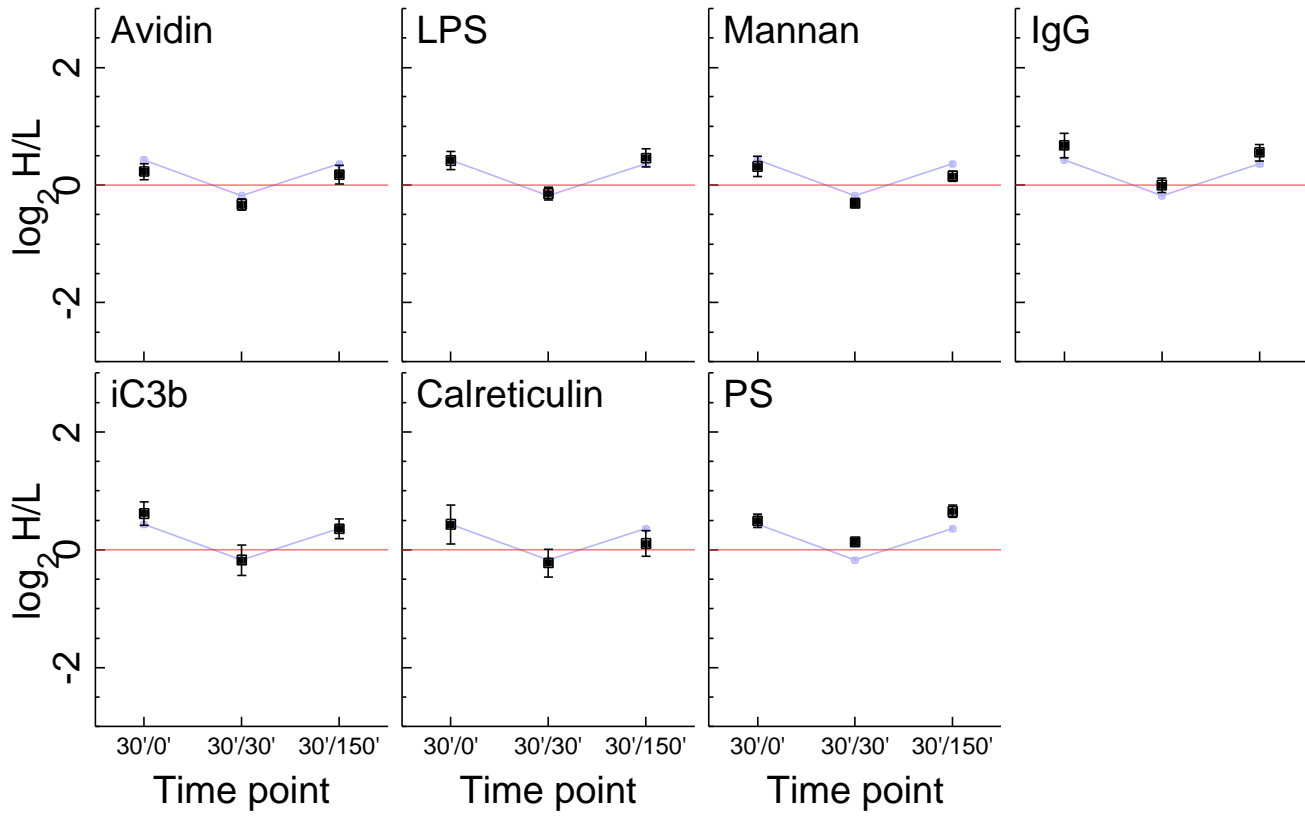 Avidin
LPS
Mannan
IgG
2
0
-2
log2 H/L
iC3b
Calreticulin
PS
2
0
-2
log2 H/L
30'/0' 30'/30' 30'/150'
30'/0' 30'/30' 30'/150'
30'/0' 30'/30' 30'/150'
Time point
Time point
Time point